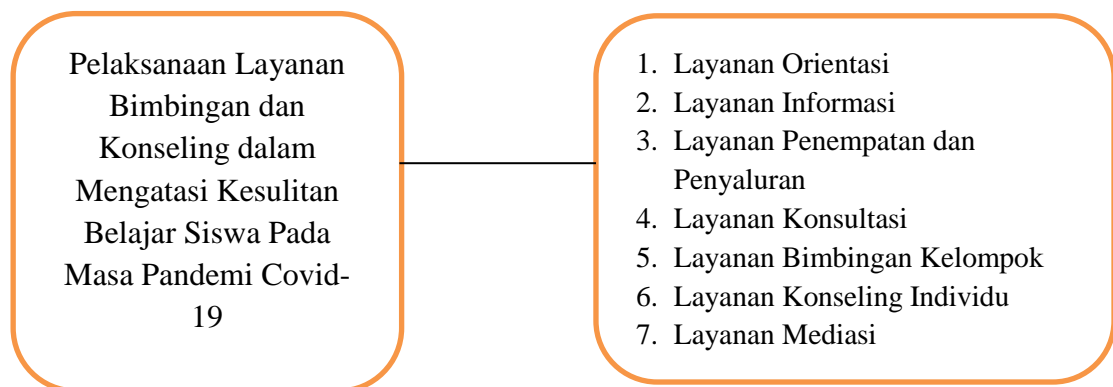 Pelaksanaan Layanan
Bimbingan dan
Konseling dalam
Mengatasi Kesulitan
Belajar Siswa Pada
Masa Pandemi Covid-
19
1. Layanan Orientasi
2. Layanan Informasi
3. Layanan Penempatan dan
Penyaluran
4. Layanan Konsultasi
5. Layanan Bimbingan Kelompok
6. Layanan Konseling Individu
7. Layanan Mediasi